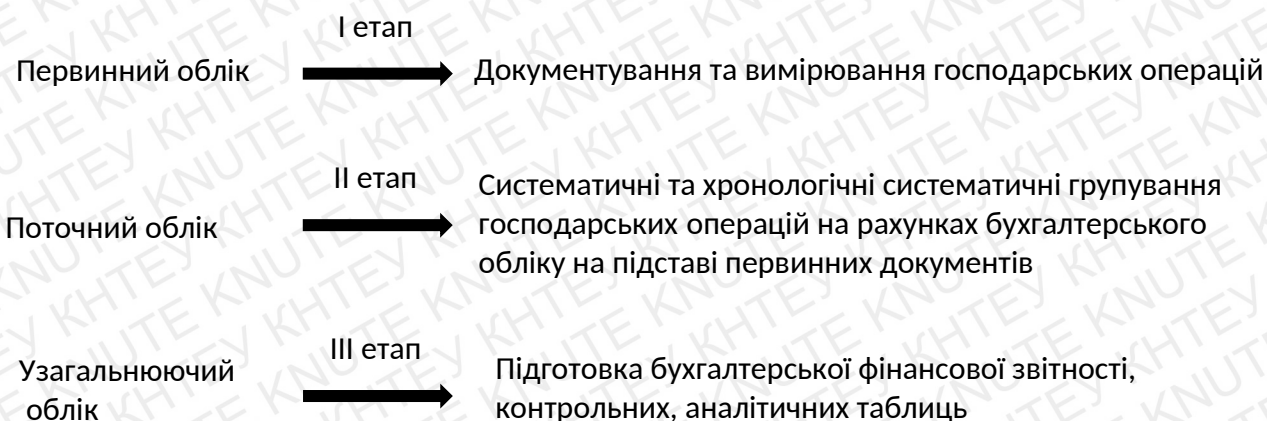 І етап
Первинний облік
Документування та вимірювання господарських операцій
ІІ етап
Поточний облік
Систематичні та хронологічні систематичні групування
господарських операцій на рахунках бухгалтерського
обліку на підставі первинних документів
ІІІ етап
Узагальнюючий
облік
Підготовка бухгалтерської фінансової звітності,
контрольних, аналітичних таблиць